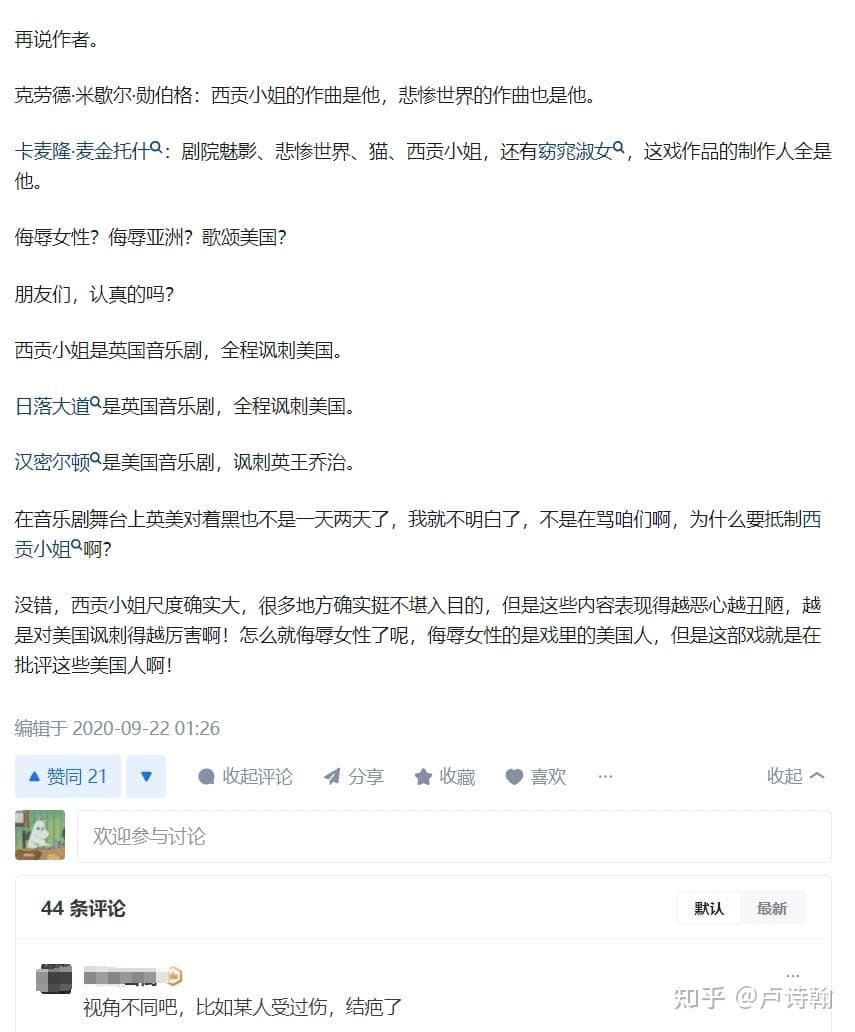 再说作者。
克劳德·米歇尔·勋伯格：西贡小姐的作曲是他，悲惨世界的作曲也是他。
卡麦隆·麦金托什：剧院魅影、悲惨世界、猫、西贡小姐，还有窈窕淑女，这戏作品的制作人全是
他。
侮辱女性？侮辱亚洲？歌颂美国？
朋友们，认真的吗？
西贡小姐是英国音乐剧，全程讽刺美国。
日落大道是英国音乐剧，全程讽刺美国。
汉密尔顿是美国音乐剧，讽刺英王乔治。
在音乐剧舞台上英美对着黑也不是一天两天了，我就不明白了，不是在骂咱们啊，为什么要抵制西
贡小姐啊？
没错，西贡小姐尺度确实大，很多地方确实挺不堪入目的，但是这些内容表现得越恶心越丑陋，越
是对美国讽刺得越厉害啊！怎么就侮辱女性了呢，侮辱女性的是戏里的美国人，但是这部戏就是在
批评这些美国人啊！
编辑于 2020-09-22 01:26
赞同 21 收起评论 分享 收藏 喜欢 ··· 收起
欢迎参与讨论
44 条评论 默认 最新
视角不同吧，比如某人受过伤，结疤了
知乎 @卢诗翰